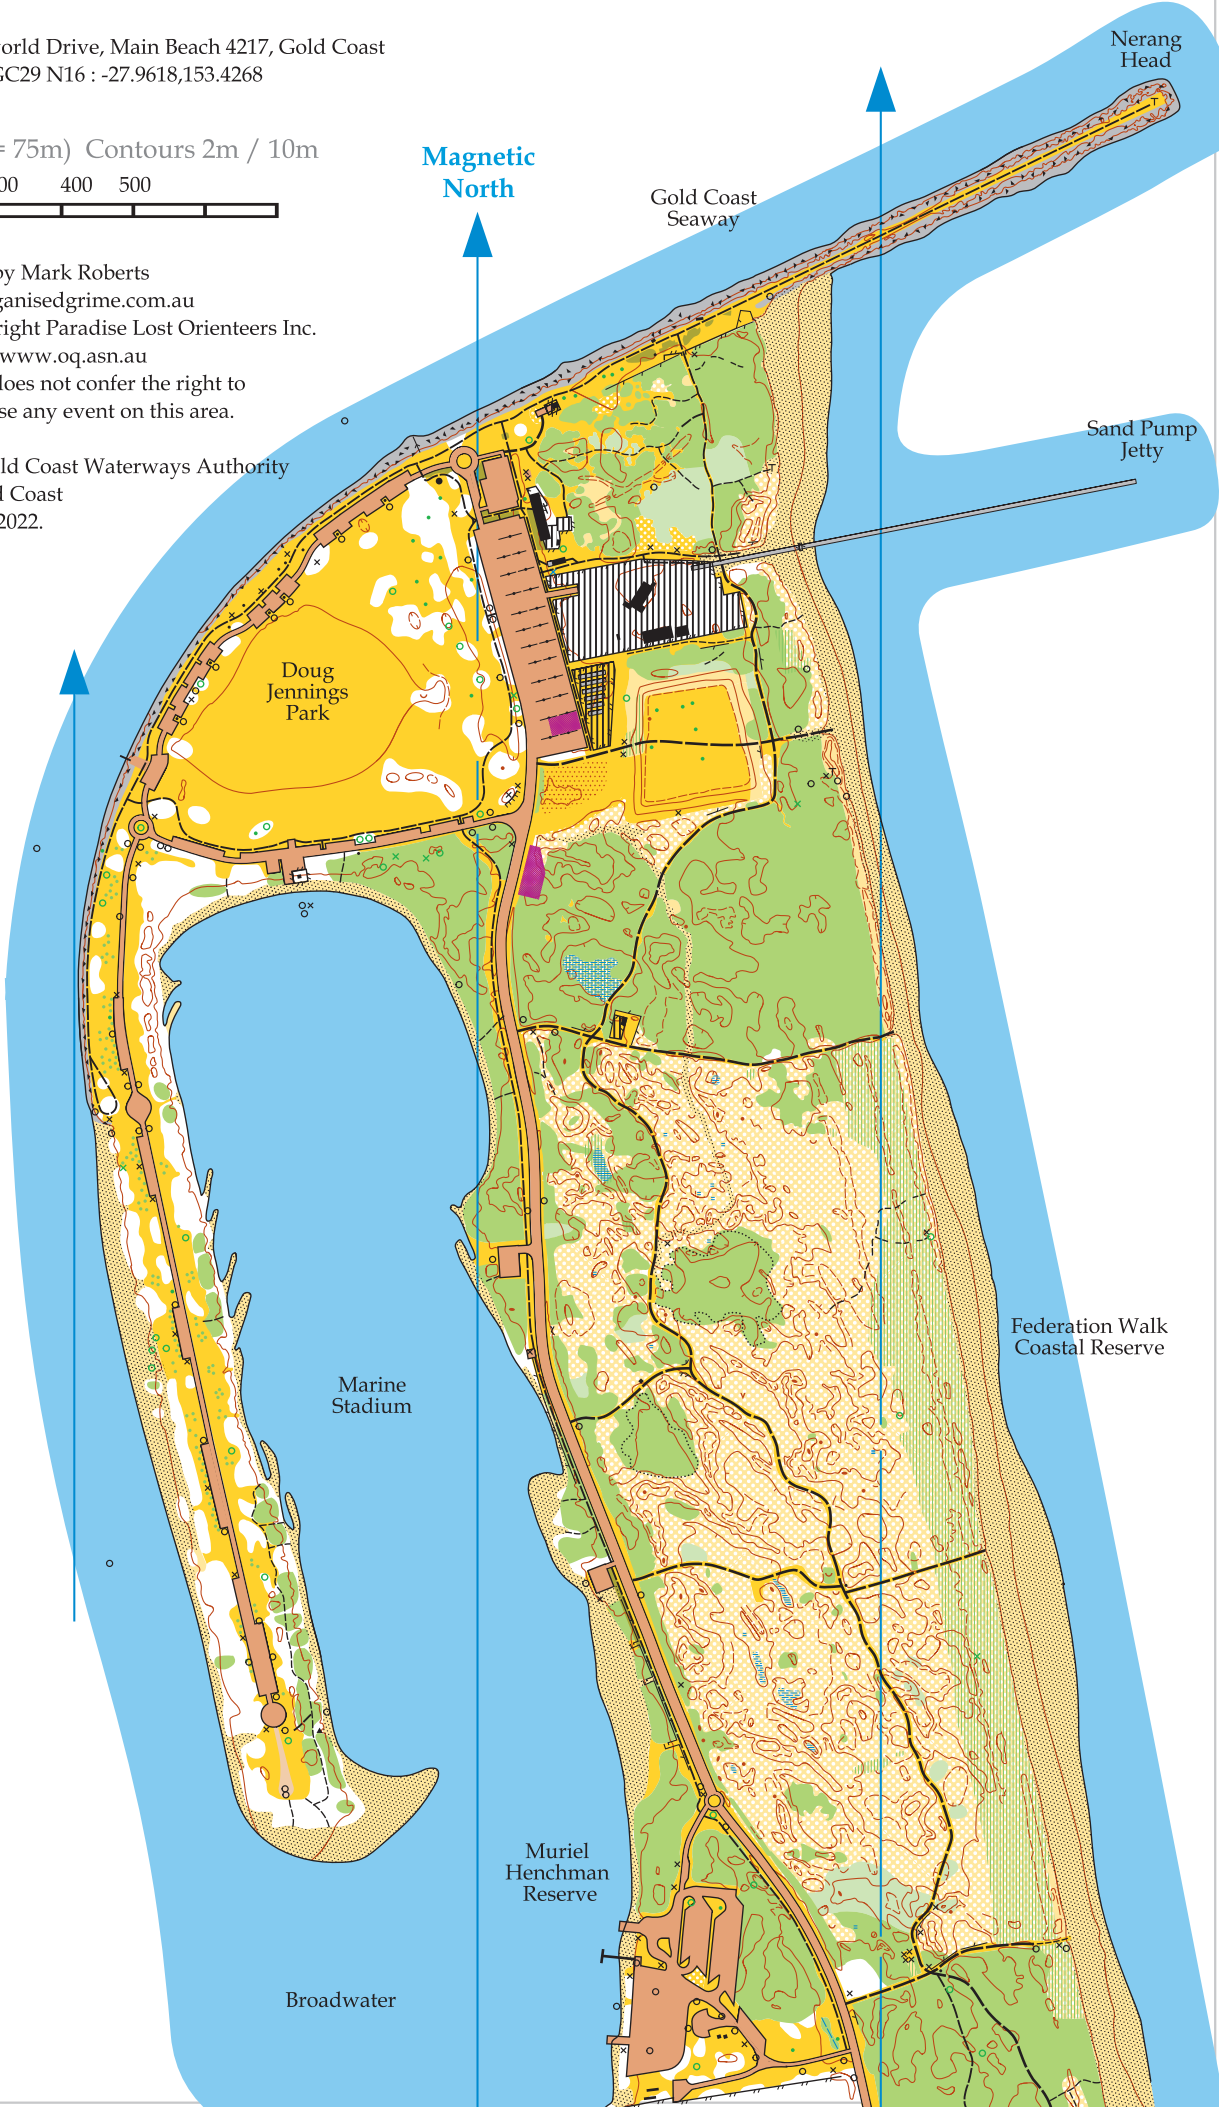 orld Drive, Main Beach 4217, Gold Coast
GC29 N16 : -27.9618,153.4268
= 75m) Contours 2m / 10m
00 400 500
by Mark Roberts
ganisedgrime.com.au
right Paradise Lost Orienteers Inc.
www.oq.asn.au
does not confer the right to
se any event on this area.
ld Coast Waterways Authority
d Coast
2022.
Magnetic
North
Nerang
Head
Gold Coast
Seaway
Sand Pump
Jetty
Doug
Jennings
Park
Federation Walk
Coastal Reserve
Marine
Stadium
Muriel
Henchman
Reserve
Broadwater